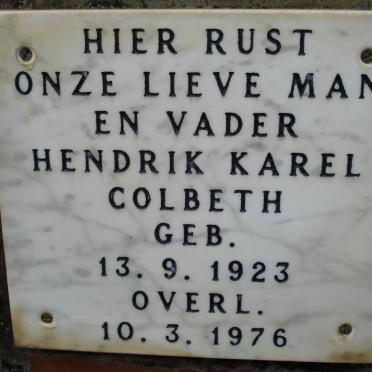 HIER RUST
ONZE LIEVE MAN
EN VADER
HENDRIK KAREL
COLBETH
GEB.
13. 9. 1923
OVERL.
10. 3. 1976